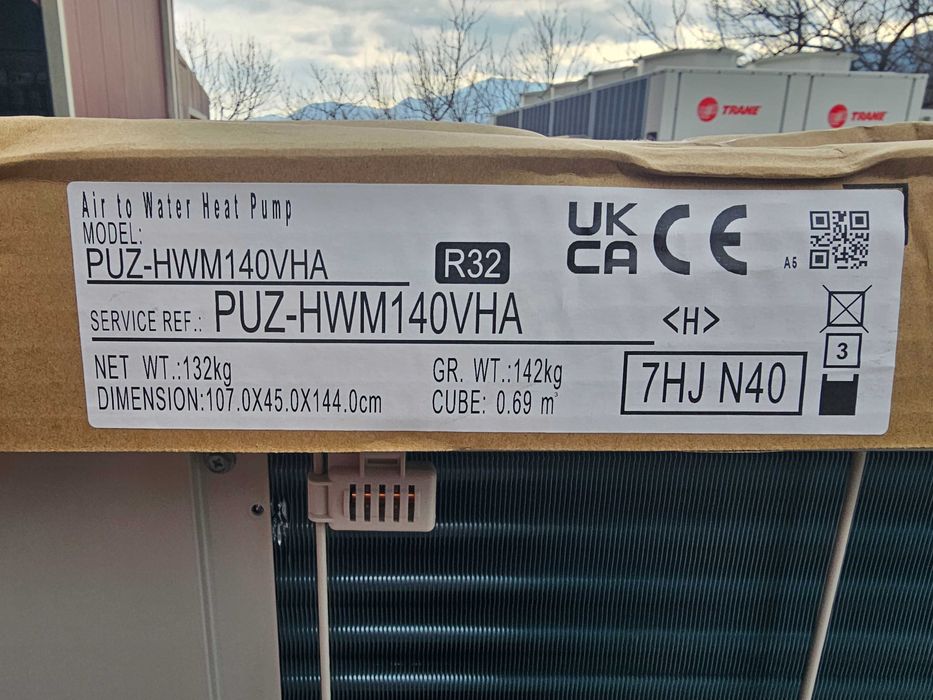 TRANE
TRANE
Air to Water Heat Pump
MODEL:
PUZ-HWM140VHA
R32
UK
CA
CE
A5
SERVICE REF.: PUZ-HWM140VHA
<H>
3
NET WT.:132kg
GR. WT.:142kg
7HJ N40
DIMENSION:107.0X45.0X144.0cm
CUBE: 0.69 m³